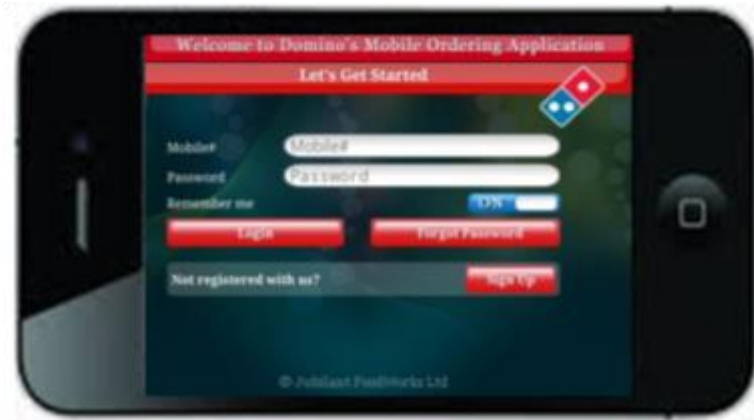 Welcome to Domino's Mobile Ordering Application
Let's Get Started
Mobile# Mobile#
Password Password
Remember me ON
Login Forgot Password
Not registered with us? Sign Up
© Jubilant FoodWorks Ltd